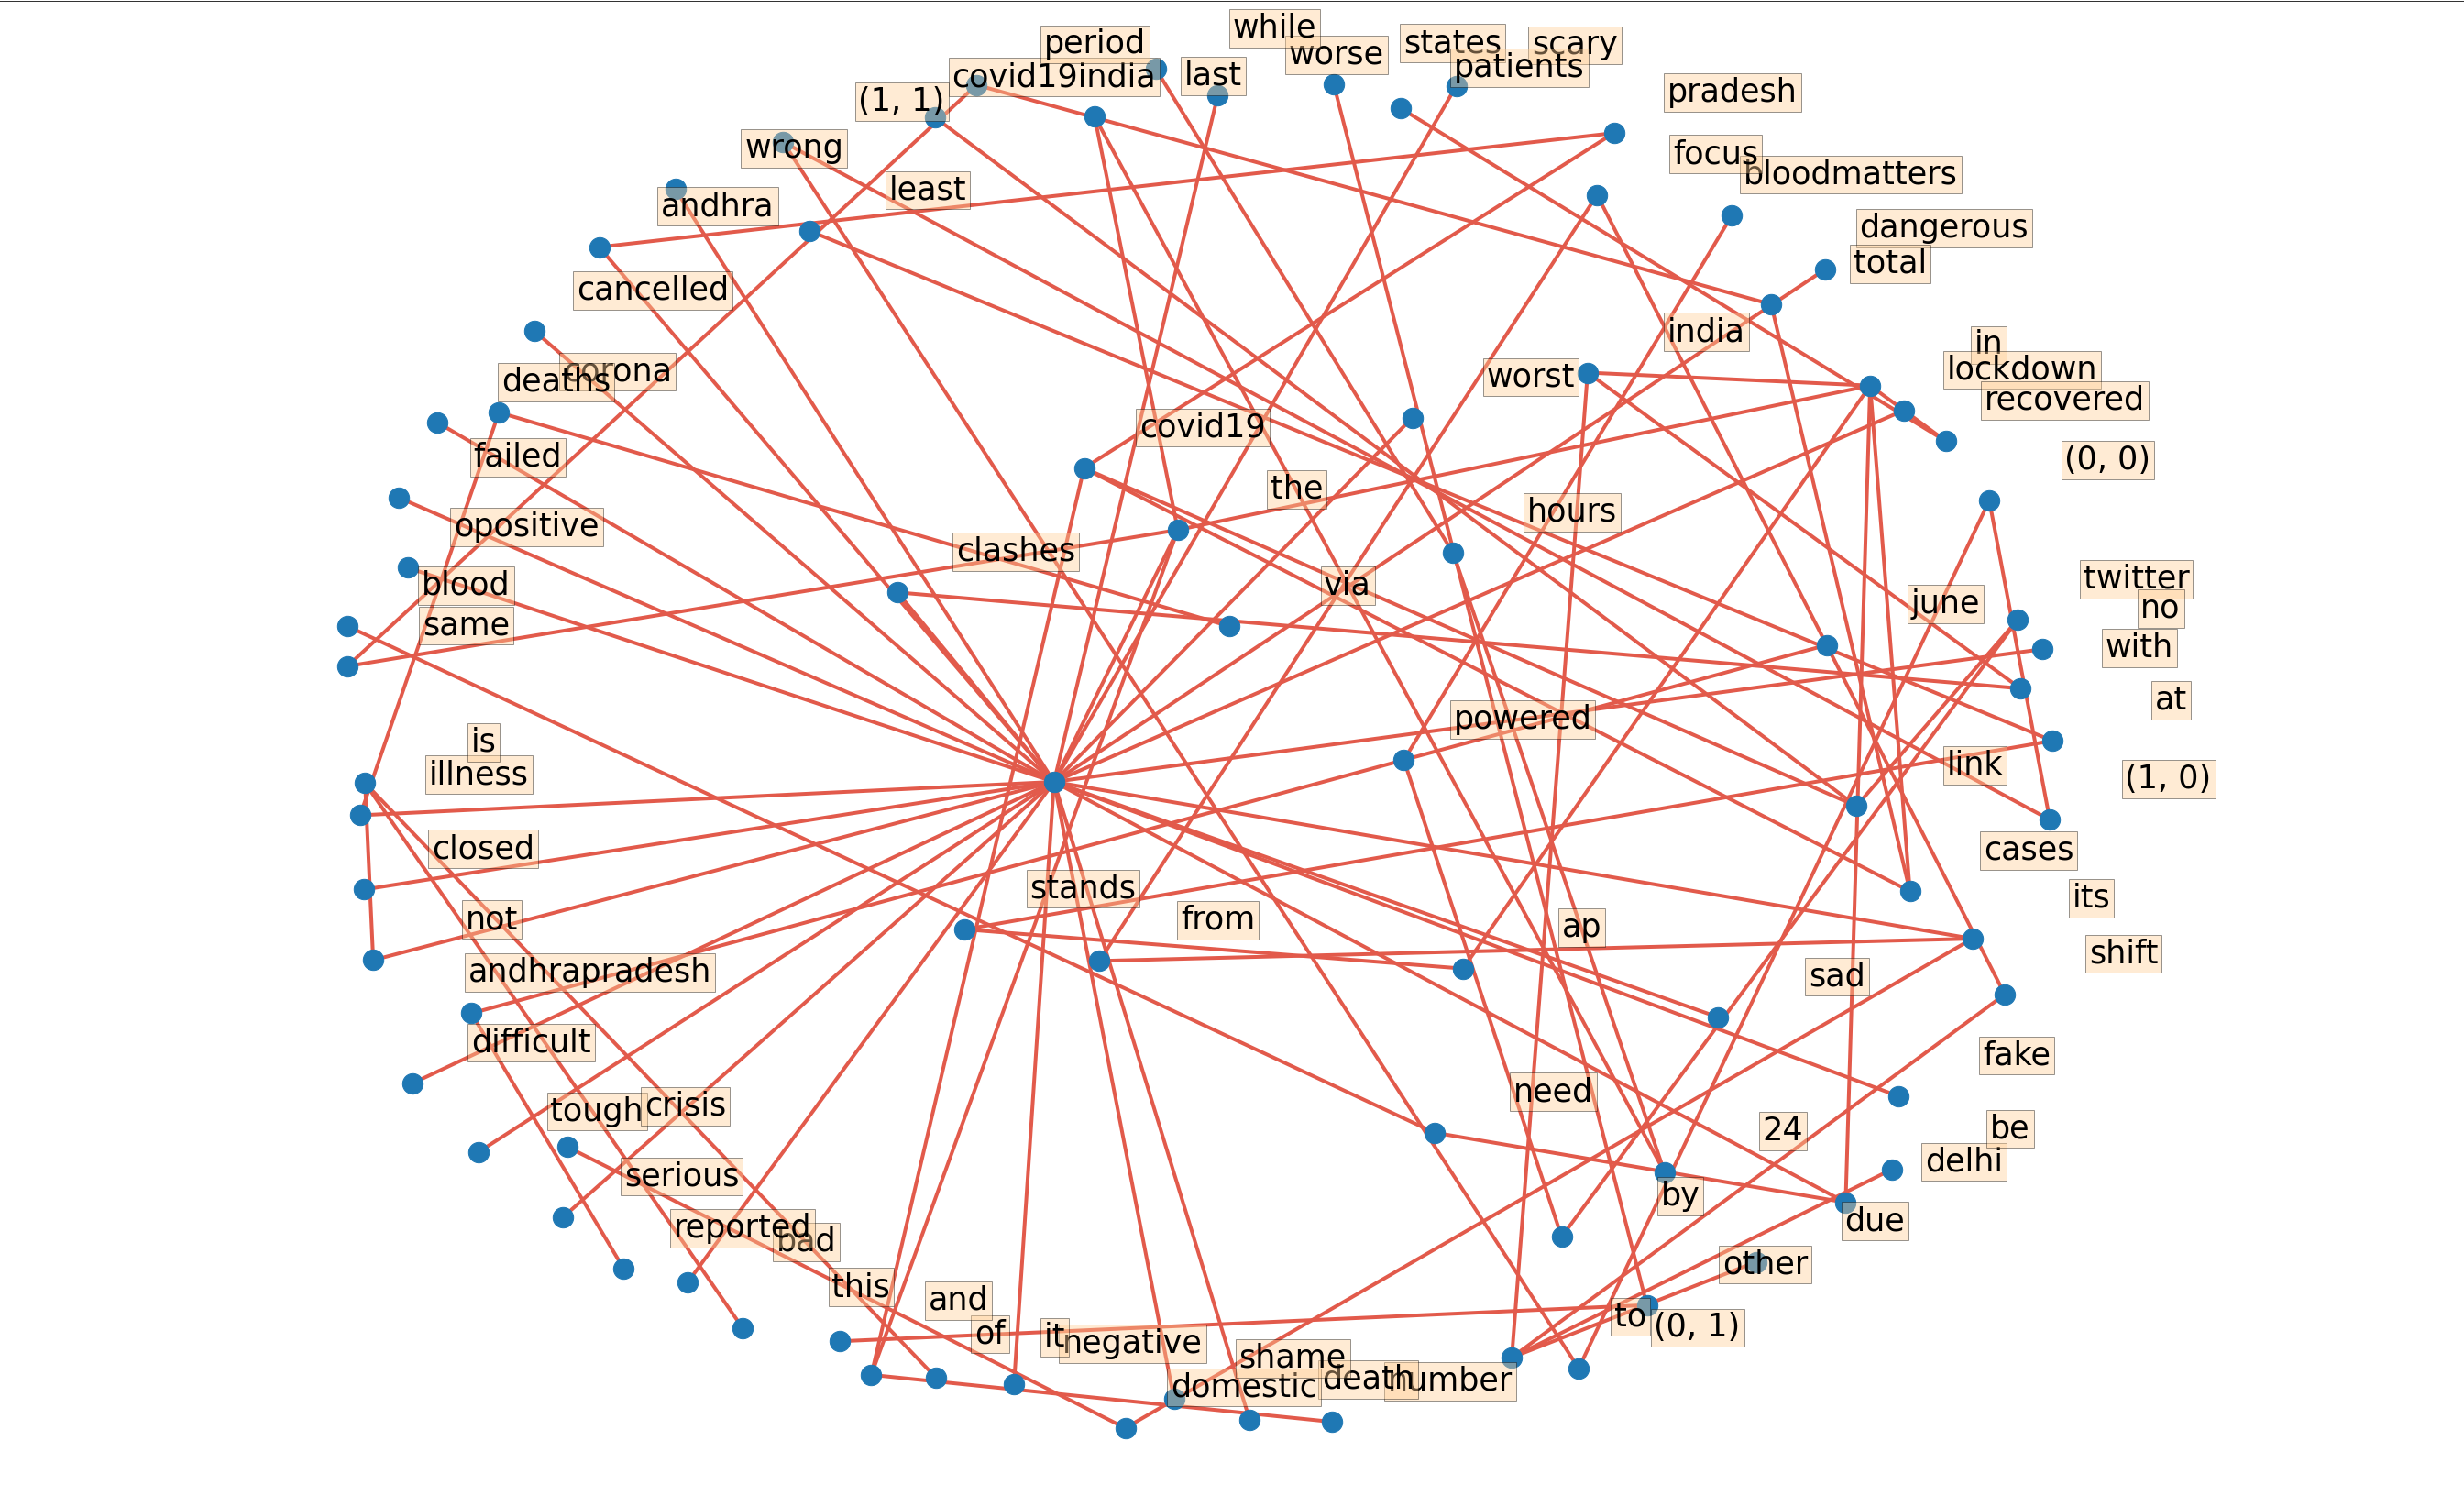 while
period
states
scary
worse
patients
covid19india
last
pradesh
(1, 1)
wrong
focus
bloodmatters
least
andhra
dangerous
total
cancelled
india
in
corona
lockdown
worst
deaths
recovered
covid19
failed
(0, 0)
the
hours
opositive
clashes
twitter
blood
via
june
no
same
with
at
powered
is
link
illness
(1, 0)
closed
cases
stands
its
not
from
ap
shift
andhrapradesh
sad
difficult
fake
need
crisis
tough
24
be
delhi
serious
by
due
reported
bad
other
this
and
to
(0, 1)
of
it
negative
shame
death
number
domestic